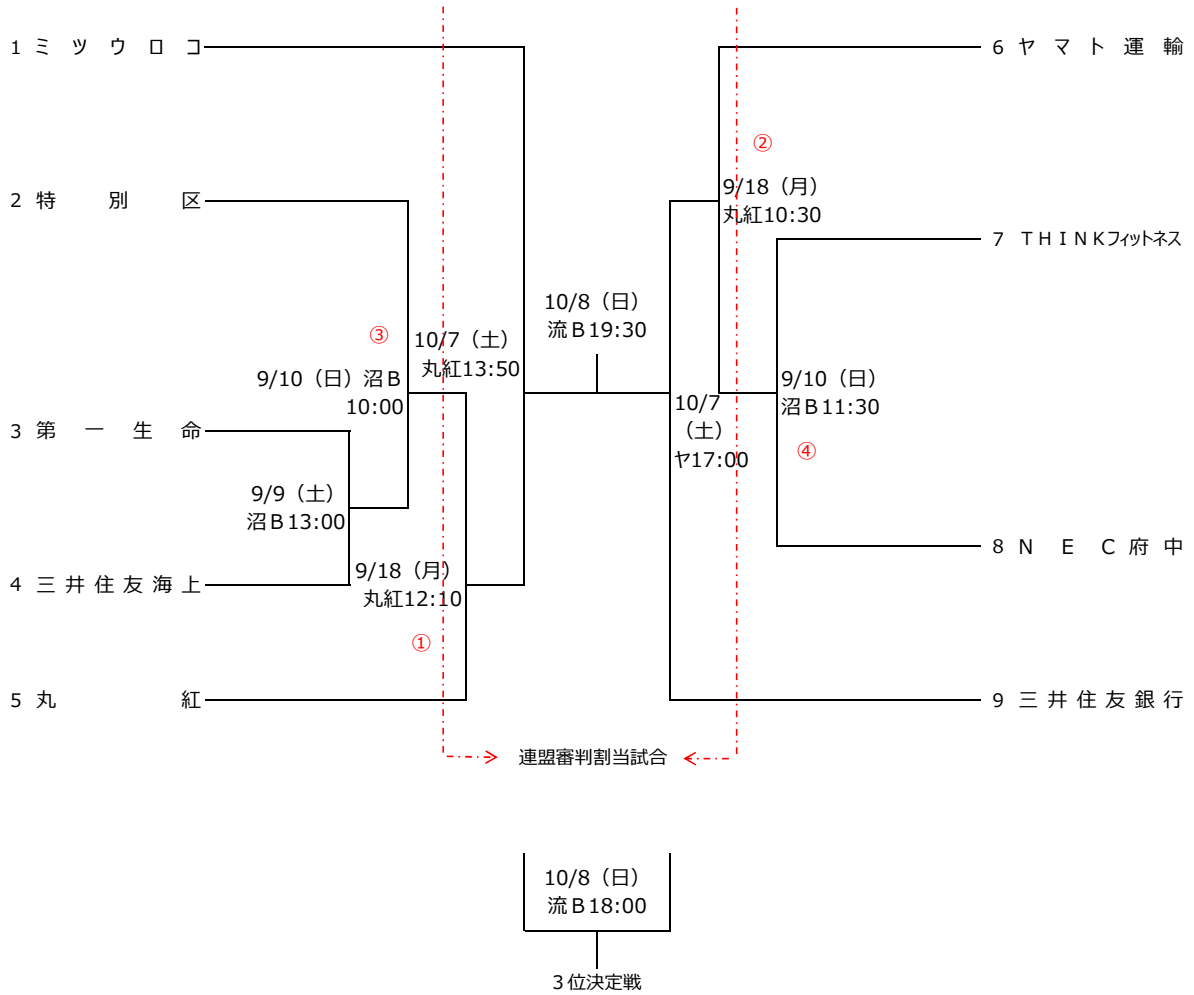 1 ミツウロコ
6 ヤマト運輸
②
9/18（月）
丸紅10:30
2 特別区
7 ＴＨＩＮＫフィットネス
10/8（日）
流Ｂ19:30
③
10/7（土）
丸紅13:50
9/10（日）沼Ｂ
10:00
9/10（日）
沼Ｂ11:30
10/7
（土）
ヤ17:00
3 第一生命
④
9/9（土）
沼Ｂ13:00
8 ＮＥＣ府中
4 三井住友海上
9/18（月）
丸紅12:10
①
5 丸紅
9 三井住友銀行
連盟審判割当試合
10/8（日）
流Ｂ18:00
３位決定戦